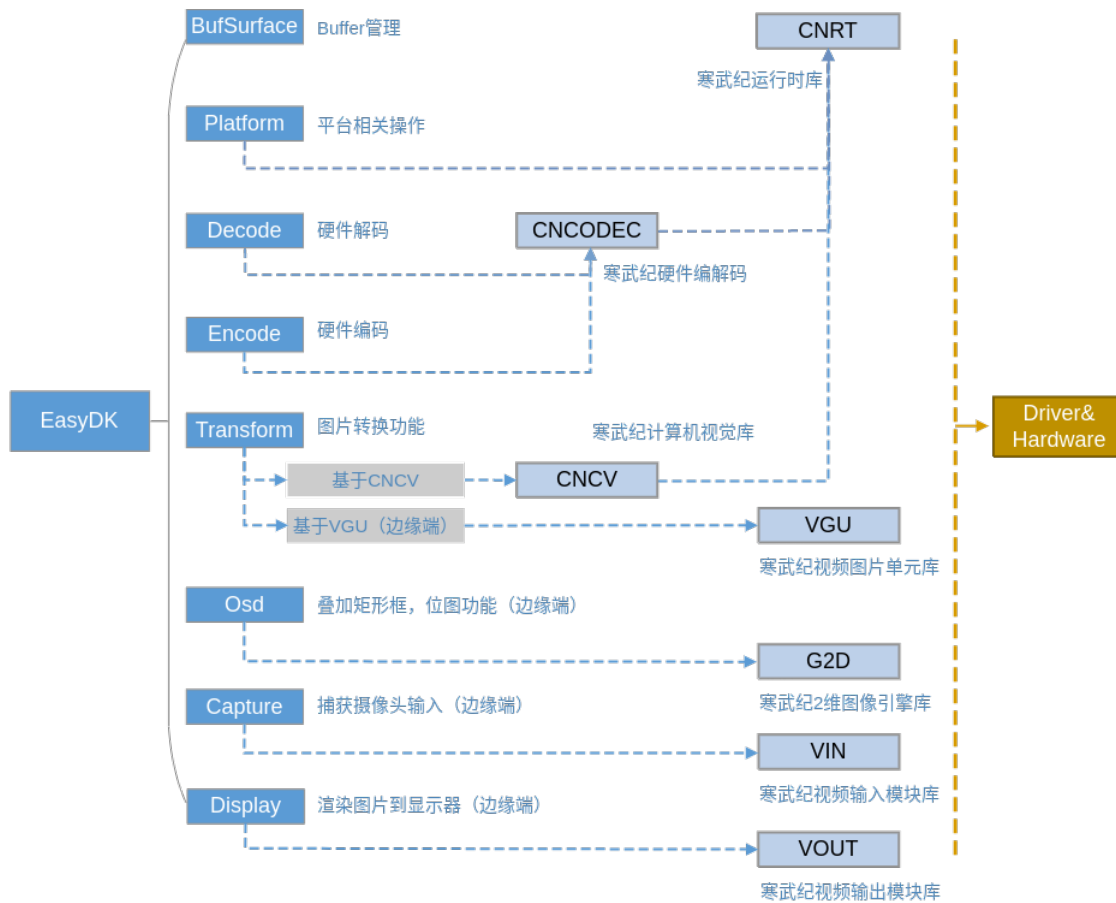 BufSurface
Buffer管理
CNRT
寒武纪运行时库
Platform
平台相关操作
Decode
硬件解码
CNCODEC
寒武纪硬件编解码
Encode
硬件编码
EasyDK
Transform
图片转换功能
寒武纪计算机视觉库
Driver&
Hardware
基于CNCV
CNCV
基于VGU（边缘端）
VGU
寒武纪视频图片单元库
Osd
叠加矩形框，位图功能（边缘端）
G2D
寒武纪2维图像引擎库
Capture
捕获摄像头输入（边缘端）
VIN
寒武纪视频输入模块库
Display
渲染图片到显示器（边缘端）
VOUT
寒武纪视频输出模块库